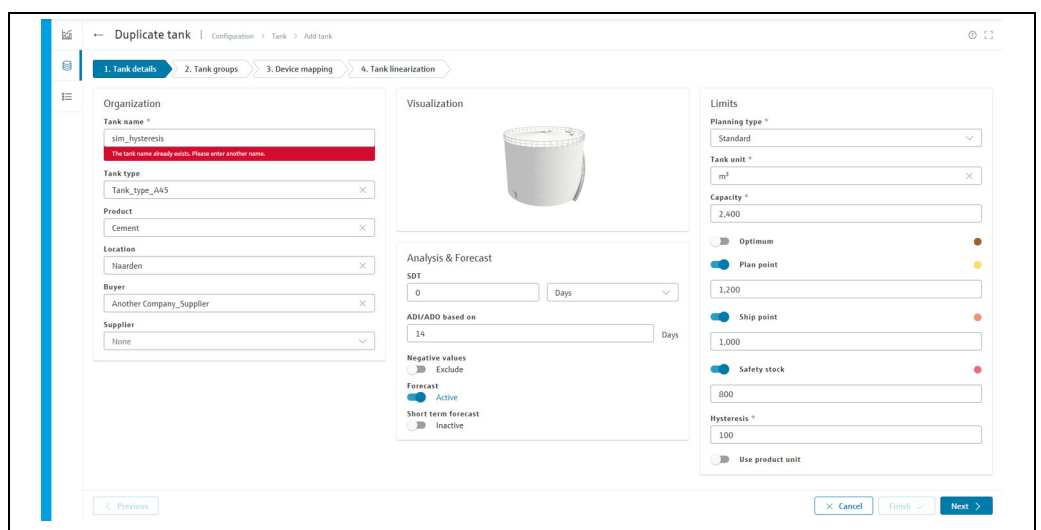 ← Duplicate tank | Configuration > Tank > Add tank
1. Tank details 2. Tank groups 3. Device mapping 4. Tank linearization
Organization
Tank name *
sim_hysteresis
The tank name already exists. Please enter another name.
Tank type
Tank_type_A45
Product
Cement
Location
Naarden
Buyer
Another Company_Supplier
Supplier
None
Visualization
Analysis & Forecast
SDT
0 Days
ADI/ADO based on
14 Days
Negative values
Exclude
Forecast
Active
Short term forecast
Inactive
Limits
Planning type *
Standard
Tank unit *
m³
Capacity *
2,400
Optimum
Plan point
1,200
Ship point
1,000
Safety stock
800
Hysteresis *
100
Use product unit
< Previous × Cancel Finish Next >